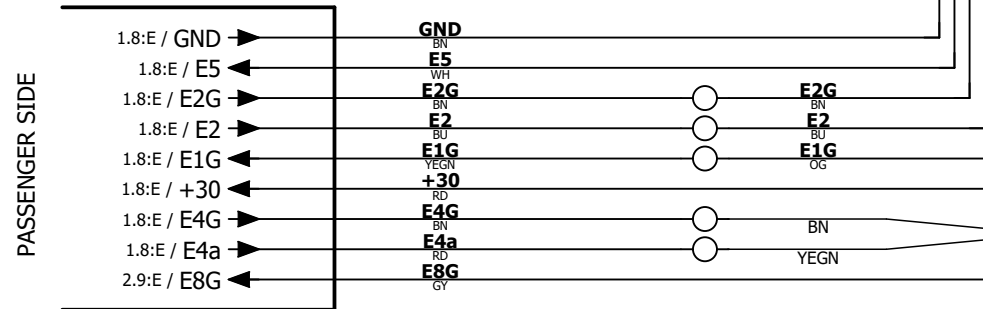 PASSENGER SIDE
1.8:E / GND GND
BN
1.8:E / E5 E5
WH
1.8:E / E2G E2G E2G
BN BN
1.8:E / E2 E2 E2
BU BU
1.8:E / E1G E1G E1G
YEGN OG
1.8:E / +30 +30
RD
1.8:E / E4G E4G
BN BN
1.8:E / E4a E4a
RD YEGN
2.9:E / E8G E8G
GY